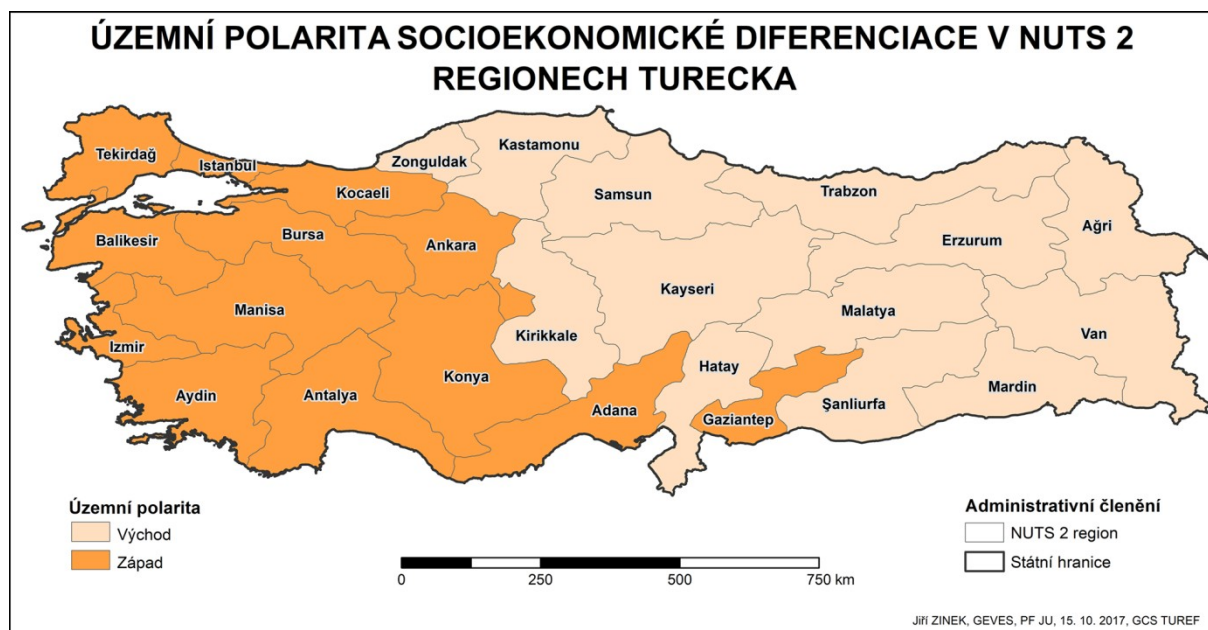 ÚZEMNÍ POLARITA SOCIOEKONOMICKÉ DIFERENCIACE V NUTS 2
REGIONECH TURECKA
Tekirdağ
Istanbul
Zonguldak
Kastamonu
Kocaeli
Samsun
Trabzon
Ağri
Balikesir
Bursa
Ankara
Erzurum
Manisa
Kayseri
Malatya
Izmir
Kirikkale
Van
Aydin
Antalya
Konya
Hatay
Mardin
Adana
Gaziantep
Şanliurfa
Územní polarita
Východ
Západ
0 250 500 750 km
Administrativní členění
NUTS 2 region
Státní hranice
Jiří ZINEK, GEVES, PF JU, 15. 10. 2017, GCS TUREF